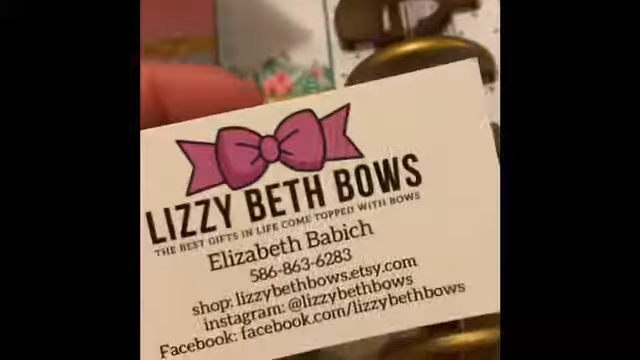 LIZZY BETH BOWS
THE BEST GIFTS IN LIFE COME TOPPED WITH BOWS
Elizabeth Babich
586-863-6283
shop: lizzybethbows.etsy.com
instagram: @lizzybethbows
Facebook: facebook.com/lizzybethbows